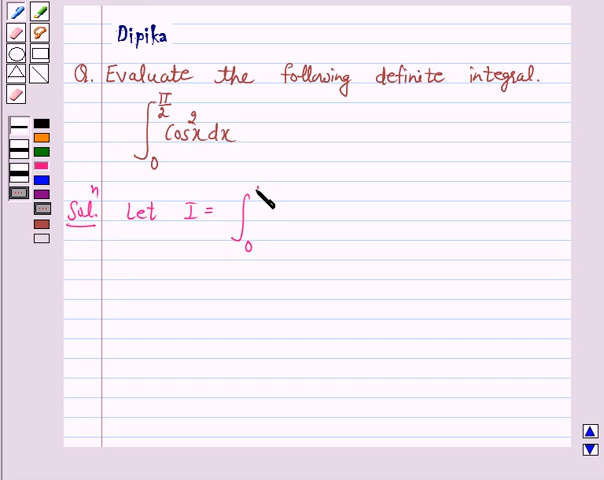 Dipika
Q. Evaluate the following definite integral.
∫₀^(π/2) cos²x dx
Solⁿ. Let I = ∫₀